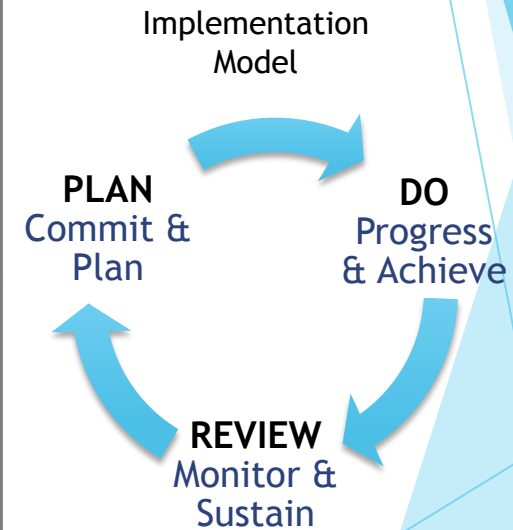 Implementation
Model
PLAN
Commit &
Plan
DO
Progress
& Achieve
REVIEW
Monitor &
Sustain